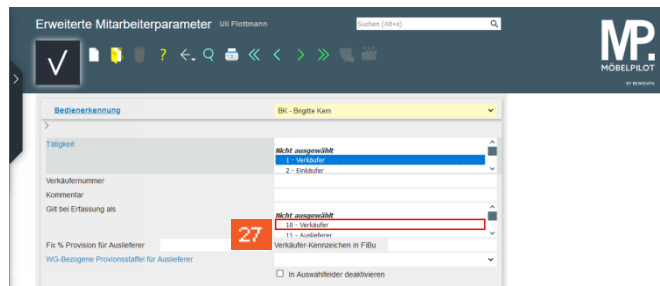 Erweiterte Mitarbeiterparameter Uli Flottmann Suchen (Alt+s)
MP.
MÖBELPILOT
BY BEWIDATA
Bedienerkennung BK - Brigitte Kern
Tätigkeit
Nicht ausgewählt
1 - Verkäufer
2 - Einkäufer
Verkäufernummer
Kommentar
Gilt bei Erfassung als
Nicht ausgewählt
10 - Verkäufer
27
11 - Auslieferer
Fix % Provision für Auslieferer Verkäufer-Kennzeichen in FiBu
WG-Bezogene Provisionsstaffel für Auslieferer
In Auswahlfelder deaktivieren